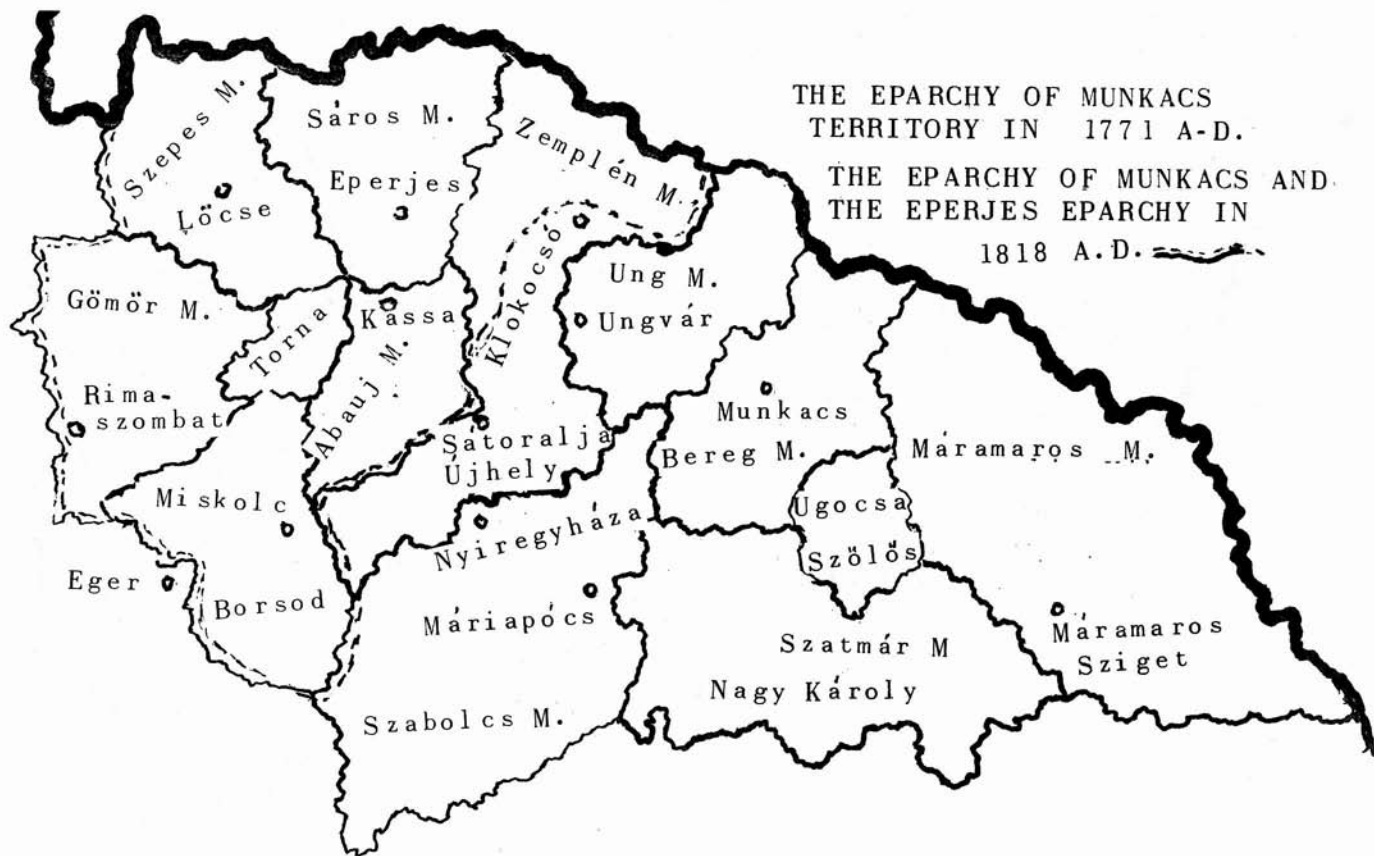 THE EPARCHY OF MUNKACS
TERRITORY IN 1771 A-D.
THE EPARCHY OF MUNKACS AND
THE EPERJES EPARCHY IN
1818 A.D.
Szepes M.
Lőcse
Sáros M.
Eperjes
Zemplén M.
Klokocsó
Ung M.
Ungvár
Gömör M.
Torna
Kassa
Abauj M.
Rima-
szombat
Sátoralja
Újhely
Munkacs
Bereg M.
Máramaros M.
Miskolc
Ugocsa
Szőlős
Nyiregyháza
Eger
Borsod
Máriapócs
Szatmár M
Nagy Károly
Máramaros
Sziget
Szabolcs M.